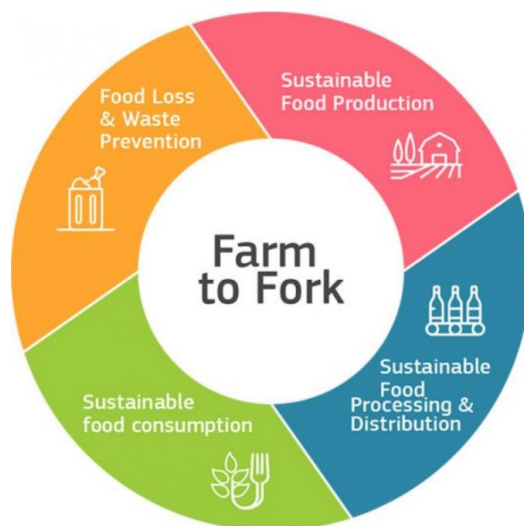 Food Loss
& Waste
Prevention
Sustainable
Food Production
Farm
to Fork
Sustainable
Food
Processing &
Distribution
Sustainable
food consumption